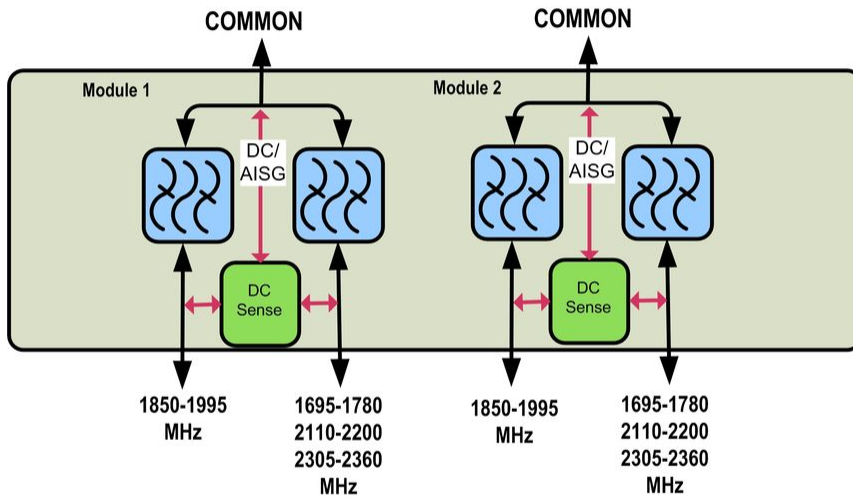 COMMON
COMMON
Module 1
Module 2
DC/
AISG
DC/
AISG
DC
Sense
DC
Sense
1850-1995
MHz
1695-1780
2110-2200
2305-2360
MHz
1850-1995
MHz
1695-1780
2110-2200
2305-2360
MHz